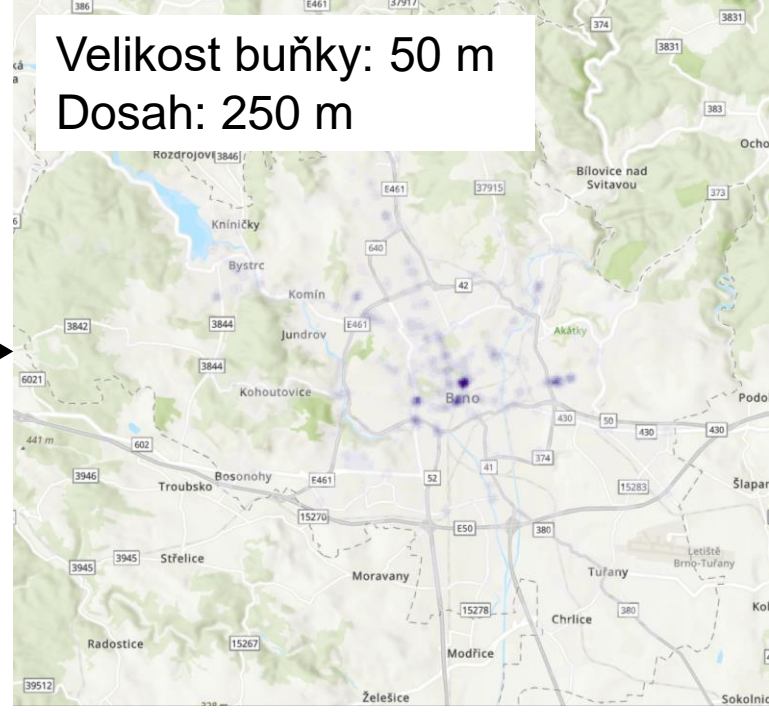 386
E461
37917
374
3831
3831
Velikost buňky: 50 m
Dosah: 250 m
383
Rozdrojovi
3846
Bílovice nad
Svitavou
E461
37915
373
Kníničky
640
Bystrc
42
Komín
3842
3844
E461
Jundrov
Akátky
3844
6021
Kohoutovice
Brno
430
50
430
430
441 m
602
374
3946
Bosonohy
E461
52
41
Troubsko
15283
15270
E50
380
3945
3945
Střelice
Letiště
Brno-Tuřany
Moravany
Tuřany
15278
380
Chrlice
Radostice
15267
Modřice
39512
Želešice